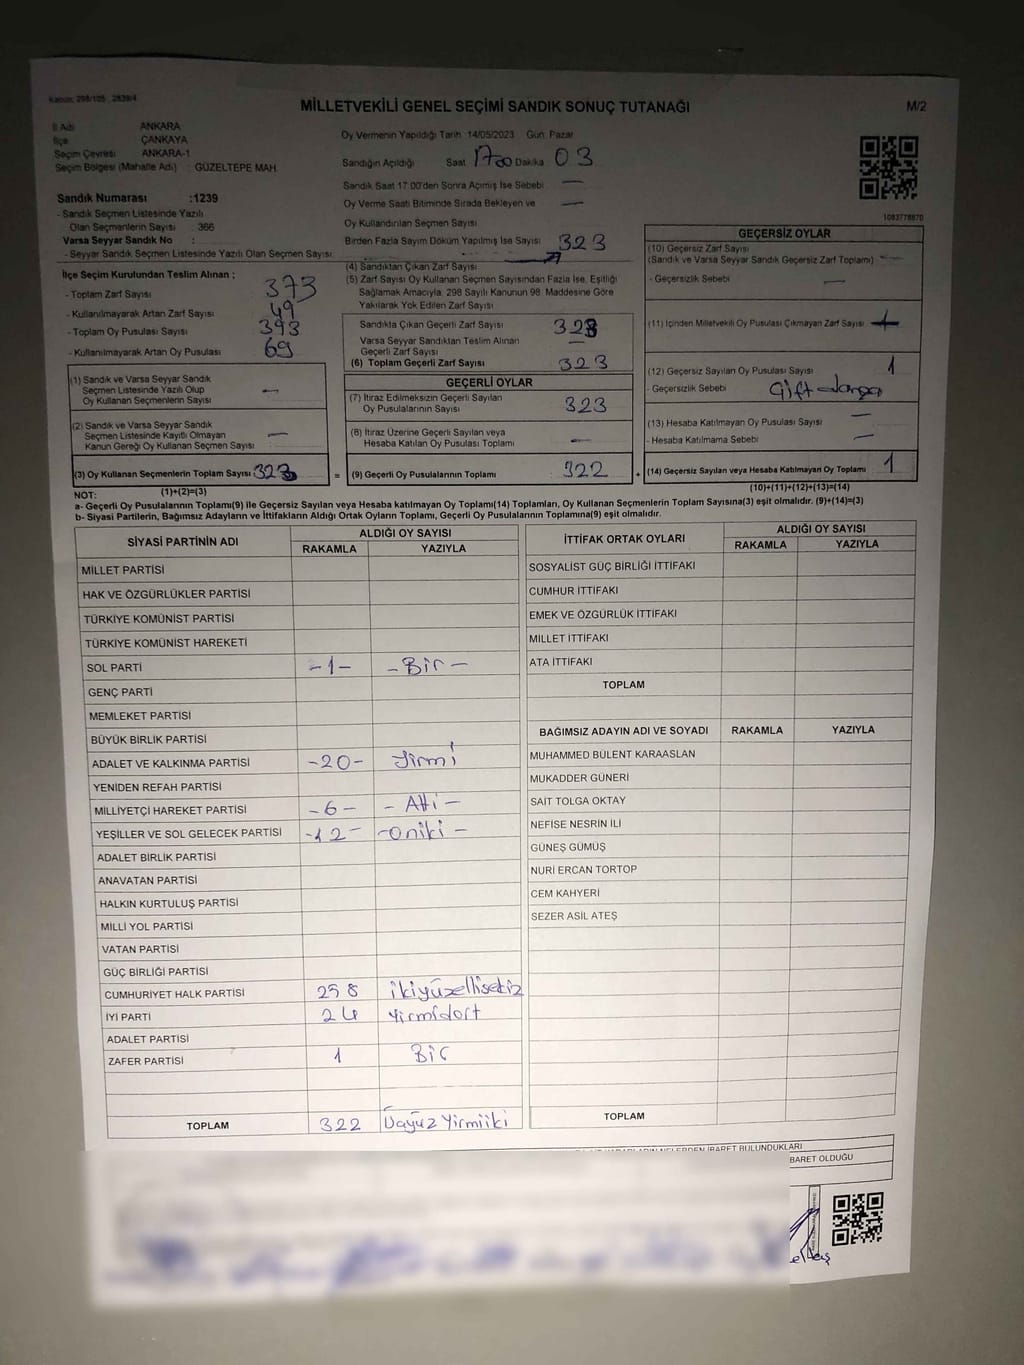 Kanun: 298/105 , 2839/4
MİLLETVEKİLİ GENEL SEÇİMİ SANDIK SONUÇ TUTANAĞI
M/2
İl Adı ANKARA
İlçe ÇANKAYA
Seçim Çevresi ANKARA-1
Seçim Bölgesi (Mahalle Adı) : GÜZELTEPE MAH.
Sandık Numarası :1239
- Sandık Seçmen Listesinde Yazılı
Olan Seçmenlerin Sayısı 366
Varsa Seyyar Sandık No :
- Seyyar Sandık Seçmen Listesinde Yazılı Olan Seçmen Sayısı:
Oy Vermenin Yapıldığı Tarih 14/05/2023 Gün: Pazar
Sandığın Açıldığı Saat 1700 Dakika 03
Sandık Saat 17:00'den Sonra Açımış İse Sebebi —
Oy Verme Saati Bitiminde Sırada Bekleyen ve —
Oy Kullandırılan Seçmen Sayısı
Birden Fazla Sayım Döküm Yapılmış İse Sayısı 323
1083778870
İlçe Seçim Kurulundan Teslim Alınan ;
- Toplam Zarf Sayısı 373
- Kullanılmayarak Artan Zarf Sayısı 49
- Toplam Oy Pusulası Sayısı 393
- Kullanılmayarak Artan Oy Pusulası 69
(1) Sandık ve Varsa Seyyar Sandık
Seçmen Listesinde Yazılı Olup
Oy Kullanan Seçmenlerin Sayısı —
(2) Sandık ve Varsa Seyyar Sandık
Seçmen Listesinde Kayıtlı Olmayan
Kanun Gereği Oy Kullanan Seçmen Sayısı —
(3) Oy Kullanan Seçmenlerin Toplam Sayısı 323
(1)+(2)=(3)
(4) Sandıktan Çıkan Zarf Sayısı
(5) Zarf Sayısı Oy Kullanan Seçmen Sayısından Fazla İse, Eşitliği
Sağlamak Amacıyla, 298 Sayılı Kanunun 98. Maddesine Göre
Yakılarak Yok Edilen Zarf Sayısı
Sandıkta Çıkan Geçerli Zarf Sayısı 323
Varsa Seyyar Sandıktan Teslim Alınan
Geçerli Zarf Sayısı —
(6) Toplam Geçerli Zarf Sayısı 323
GEÇERLİ OYLAR
(7) İtiraz Edilmeksizin Geçerli Sayılan
Oy Pusulalarının Sayısı 323
(8) İtiraz Üzerine Geçerli Sayılan veya
Hesaba Katılan Oy Pusulası Toplamı —
= (9) Geçerli Oy Pusulalarının Toplamı 322 +
GEÇERSİZ OYLAR
(10) Geçersiz Zarf Sayısı
(Sandık ve Varsa Seyyar Sandık Geçersiz Zarf Toplamı) —
- Geçersizlik Sebebi —
(11) İçinden Milletvekili Oy Pusulası Çıkmayan Zarf Sayısı
(12) Geçersiz Sayılan Oy Pusulası Sayısı 1
- Geçersizlik Sebebi Çift
(13) Hesaba Katılmayan Oy Pusulası Sayısı —
- Hesaba Katılmama Sebebi —
(14) Geçersiz Sayılan veya Hesaba Katılmayan Oy Toplamı 1
(10)+(11)+(12)+(13)=(14)
NOT:
a- Geçerli Oy Pusulalarının Toplamı(9) ile Geçersiz Sayılan veya Hesaba Katılmayan Oy Toplamı(14) Toplamları, Oy Kullanan Seçmenlerin Toplam Sayısına(3) eşit olmalıdır. (9)+(14)=(3)
b- Siyasi Partilerin, Bağımsız Adayların ve İttifakların Aldığı Ortak Oyların Toplamı, Geçerli Oy Pusulalarının Toplamına(9) eşit olmalıdır.
SİYASİ PARTİNİN ADI ALDIĞI OY SAYISI
RAKAMLA YAZIYLA
MİLLET PARTİSİ
HAK VE ÖZGÜRLÜKLER PARTİSİ
TÜRKİYE KOMÜNİST PARTİSİ
TÜRKİYE KOMÜNİST HAREKETİ
SOL PARTİ -1- -Bir-
GENÇ PARTİ
MEMLEKET PARTİSİ
BÜYÜK BİRLİK PARTİSİ
ADALET VE KALKINMA PARTİSİ -20- Yirmi
YENİDEN REFAH PARTİSİ
MİLLİYETÇİ HAREKET PARTİSİ -6- -Altı-
YEŞİLLER VE SOL GELECEK PARTİSİ -12- -oniki-
ADALET BİRLİK PARTİSİ
ANAVATAN PARTİSİ
HALKIN KURTULUŞ PARTİSİ
MİLLİ YOL PARTİSİ
VATAN PARTİSİ
GÜÇ BİRLİĞİ PARTİSİ
CUMHURİYET HALK PARTİSİ 258 ikiyüzellisekiz
İYİ PARTİ 24 Yirmidört
ADALET PARTİSİ
ZAFER PARTİSİ 1 Bir
TOPLAM 322 Üçyüz Yirmiiki
İTTİFAK ORTAK OYLARI ALDIĞI OY SAYISI
RAKAMLA YAZIYLA
SOSYALİST GÜÇ BİRLİĞİ İTTİFAKI
CUMHUR İTTİFAKI
EMEK VE ÖZGÜRLÜK İTTİFAKI
MİLLET İTTİFAKI
ATA İTTİFAKI
TOPLAM
BAĞIMSIZ ADAYIN ADI VE SOYADI RAKAMLA YAZIYLA
MUHAMMED BÜLENT KARAASLAN
MUKADDER GÜNERİ
SAİT TOLGA OKTAY
NEFİSE NESRİN İLİ
GÜNEŞ GÜMÜŞ
NURİ ERCAN TORTOP
CEM KAHYERİ
SEZER ASİL ATEŞ
TOPLAM
İBARET BULUNDUKLARI
BARET OLDUĞU